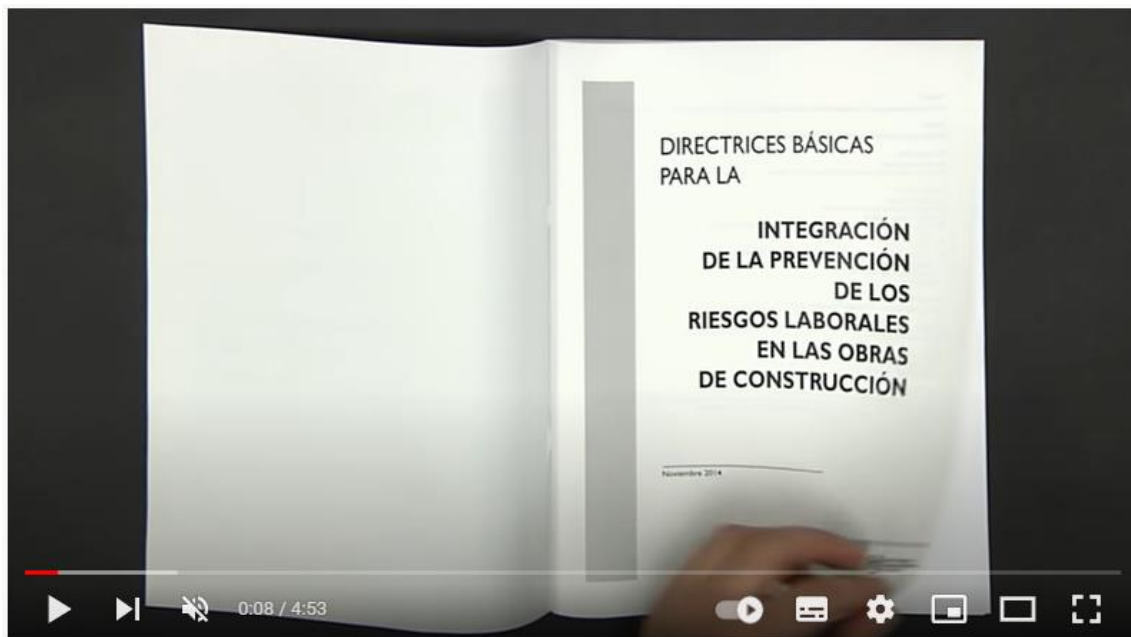 DIRECTRICES BÁSICAS
PARA LA
INTEGRACIÓN
DE LA PREVENCIÓN
DE LOS
RIESGOS LABORALES
EN LAS OBRAS
DE CONSTRUCCIÓN
Noviembre 2014
0:08 / 4:53